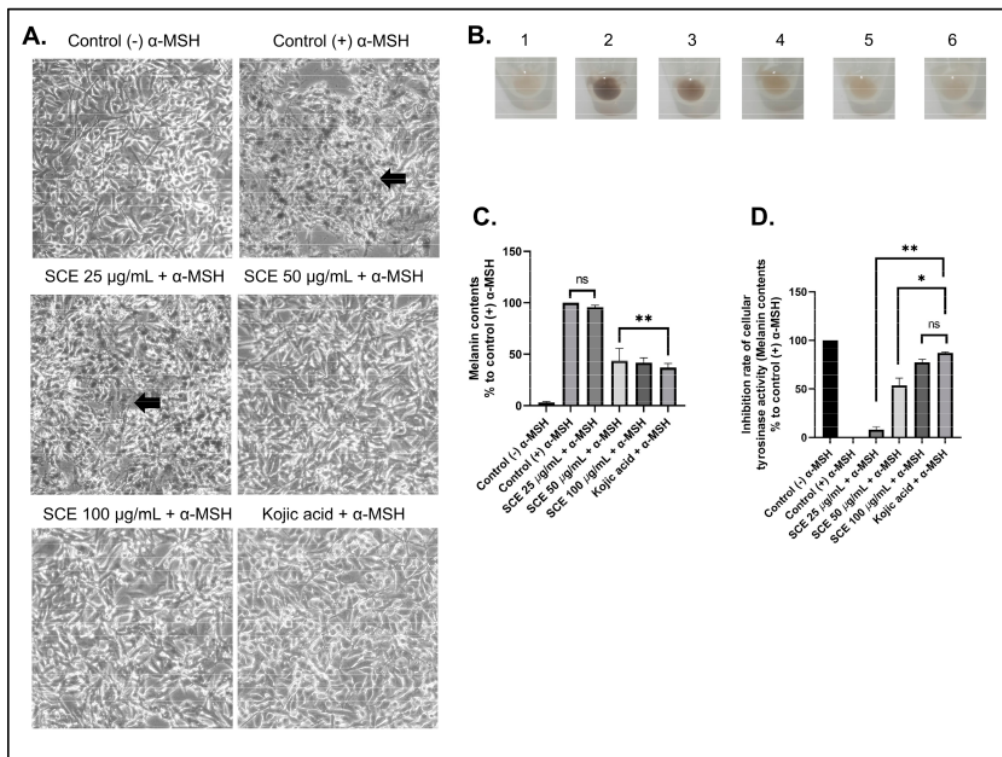 A.
Control (-) α-MSH
Control (+) α-MSH
SCE 25 µg/mL + α-MSH
SCE 50 µg/mL + α-MSH
SCE 100 µg/mL + α-MSH
Kojic acid + α-MSH
B.
1 2 3 4 5 6
C.
Melanin contents
% to control (+) α-MSH
150
100
50
0
ns
**
Control (-) α-MSH
Control (+) α-MSH
SCE 25 µg/mL + α-MSH
SCE 50 µg/mL + α-MSH
SCE 100 µg/mL + α-MSH
Kojic acid + α-MSH
D.
Inhibition rate of cellular
tyrosinase activity (Melanin contents
% to control (+) α-MSH)
150
100
50
0
**
*
ns
Control (-) α-MSH
Control (+) α-MSH
SCE 25 µg/mL + α-MSH
SCE 50 µg/mL + α-MSH
SCE 100 µg/mL + α-MSH
Kojic acid + α-MSH